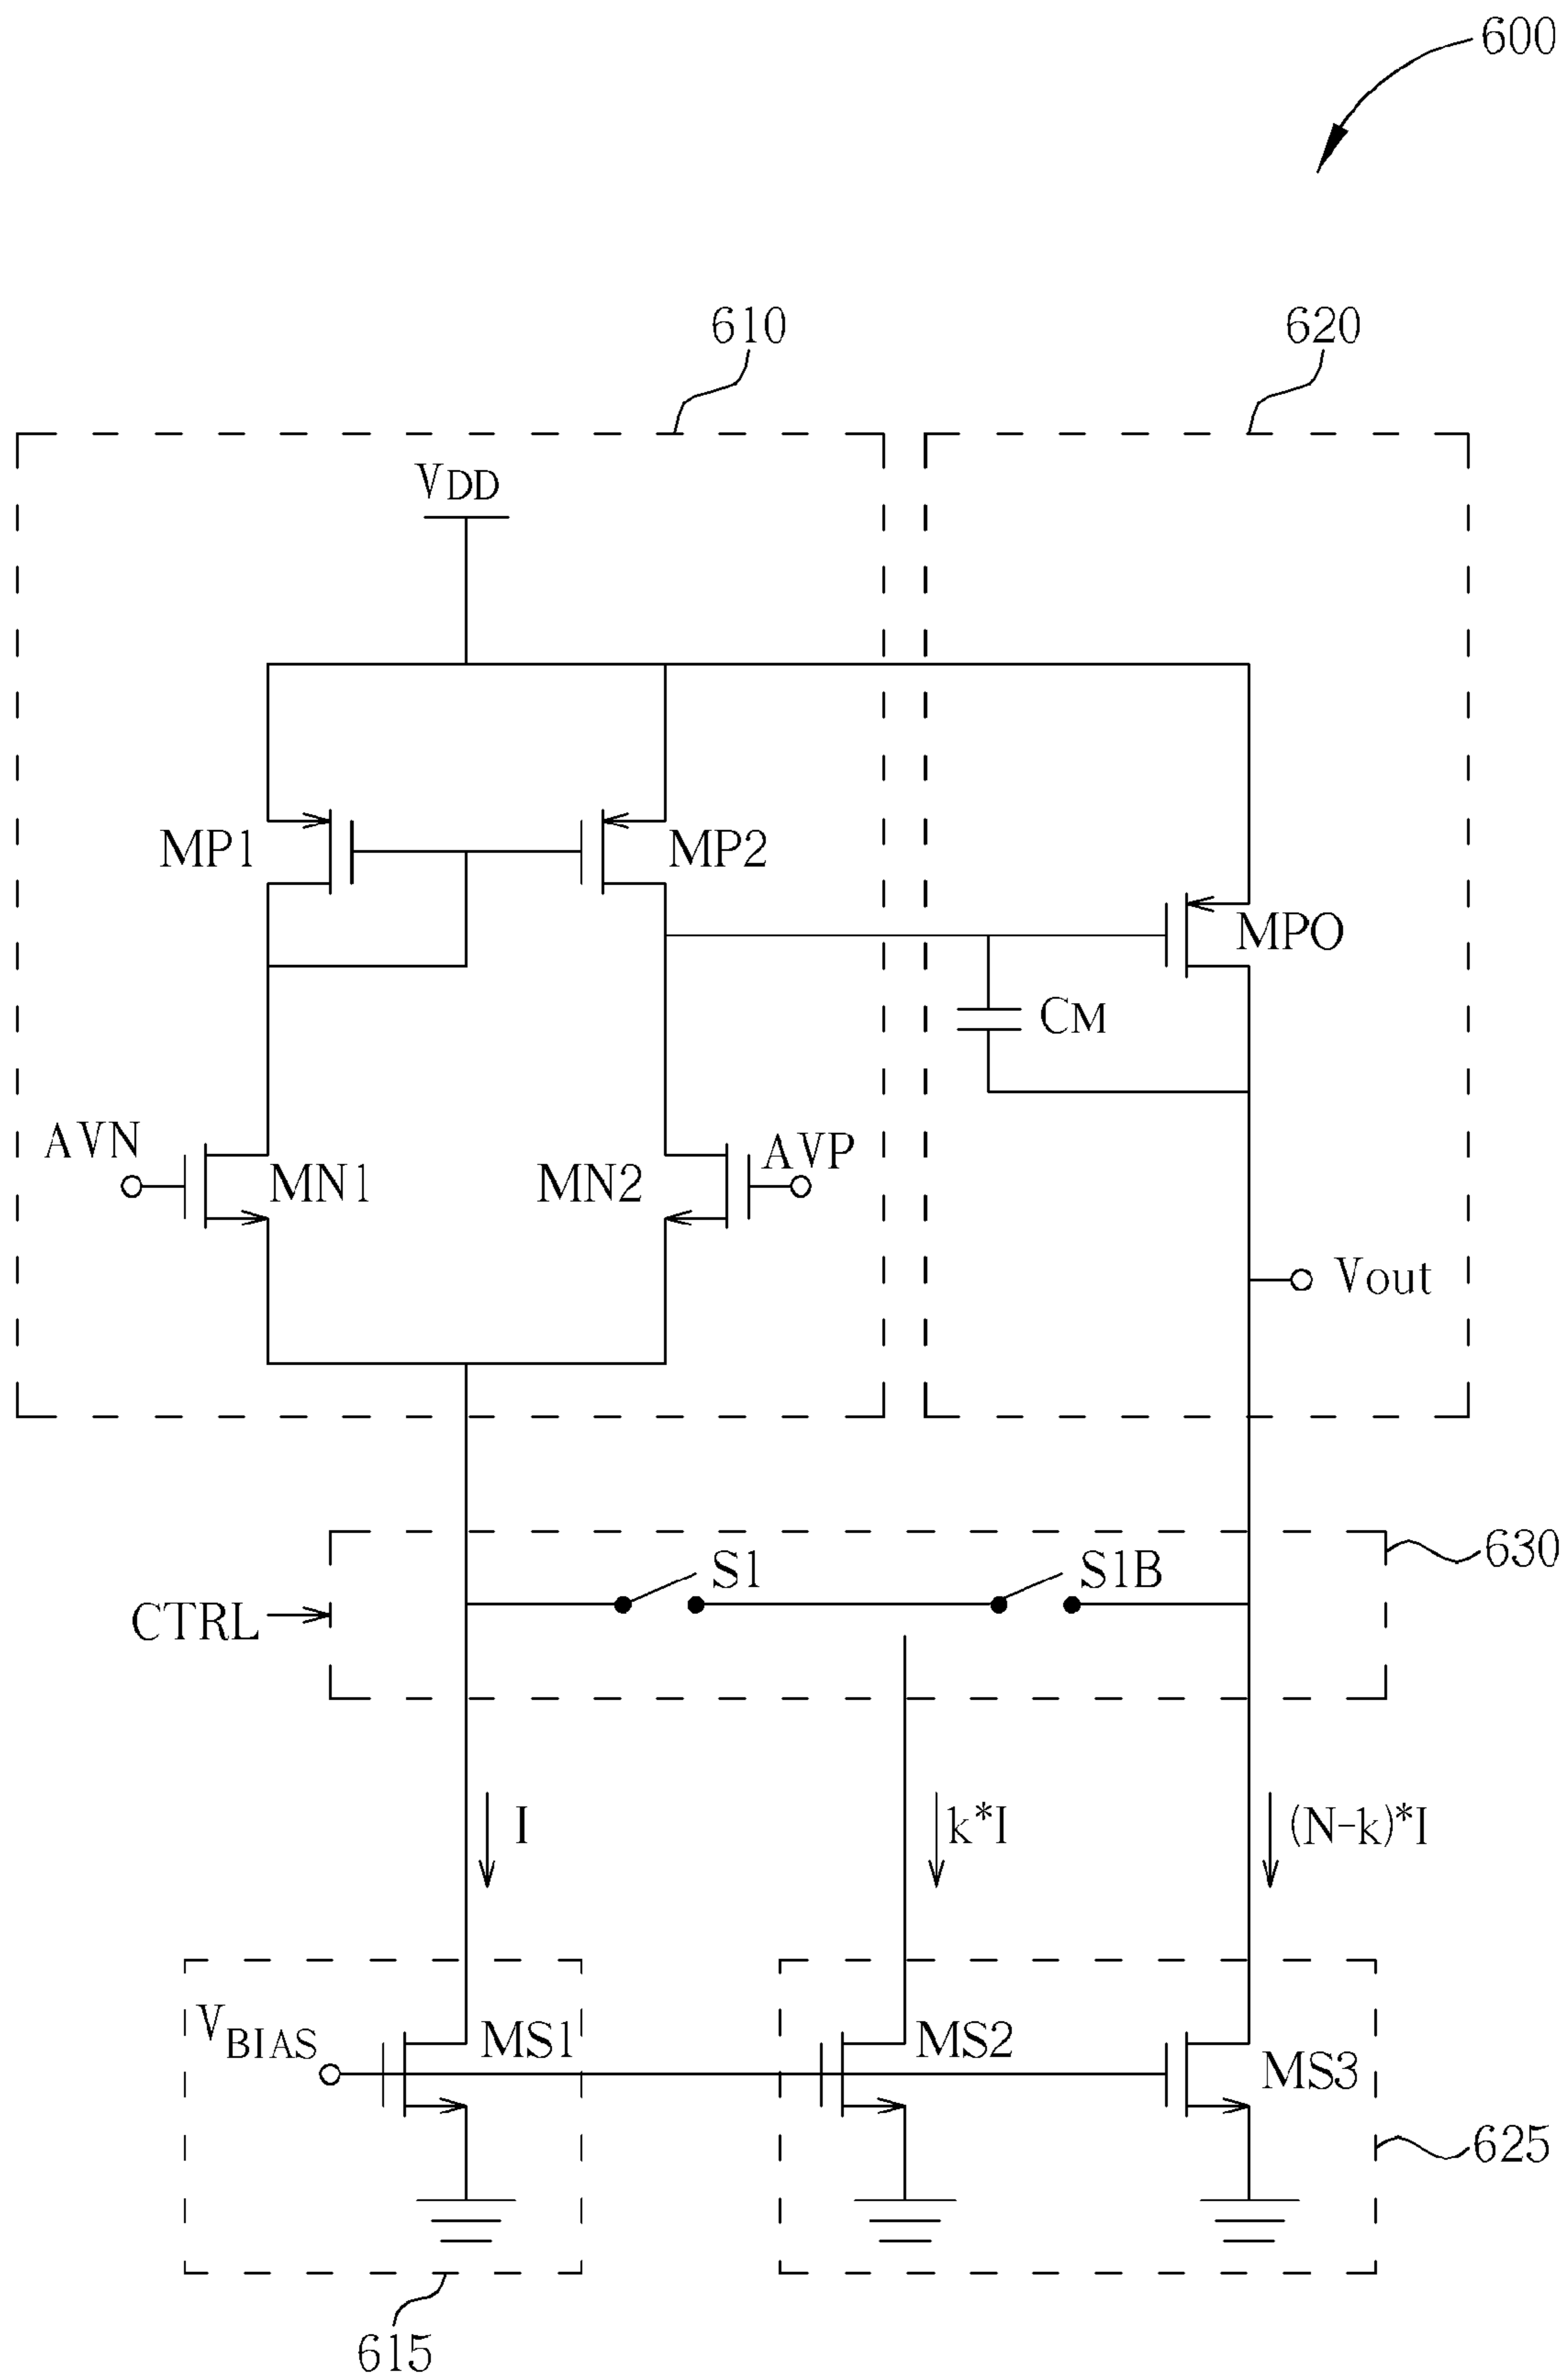 600
610
620
VDD
MP1
MP2
MPO
CM
AVN
AVP
MN1
MN2
Vout
630
S1
S1B
CTRL
I
k*I
(N-k)*I
VBIAS
MS1
MS2
MS3
625
615